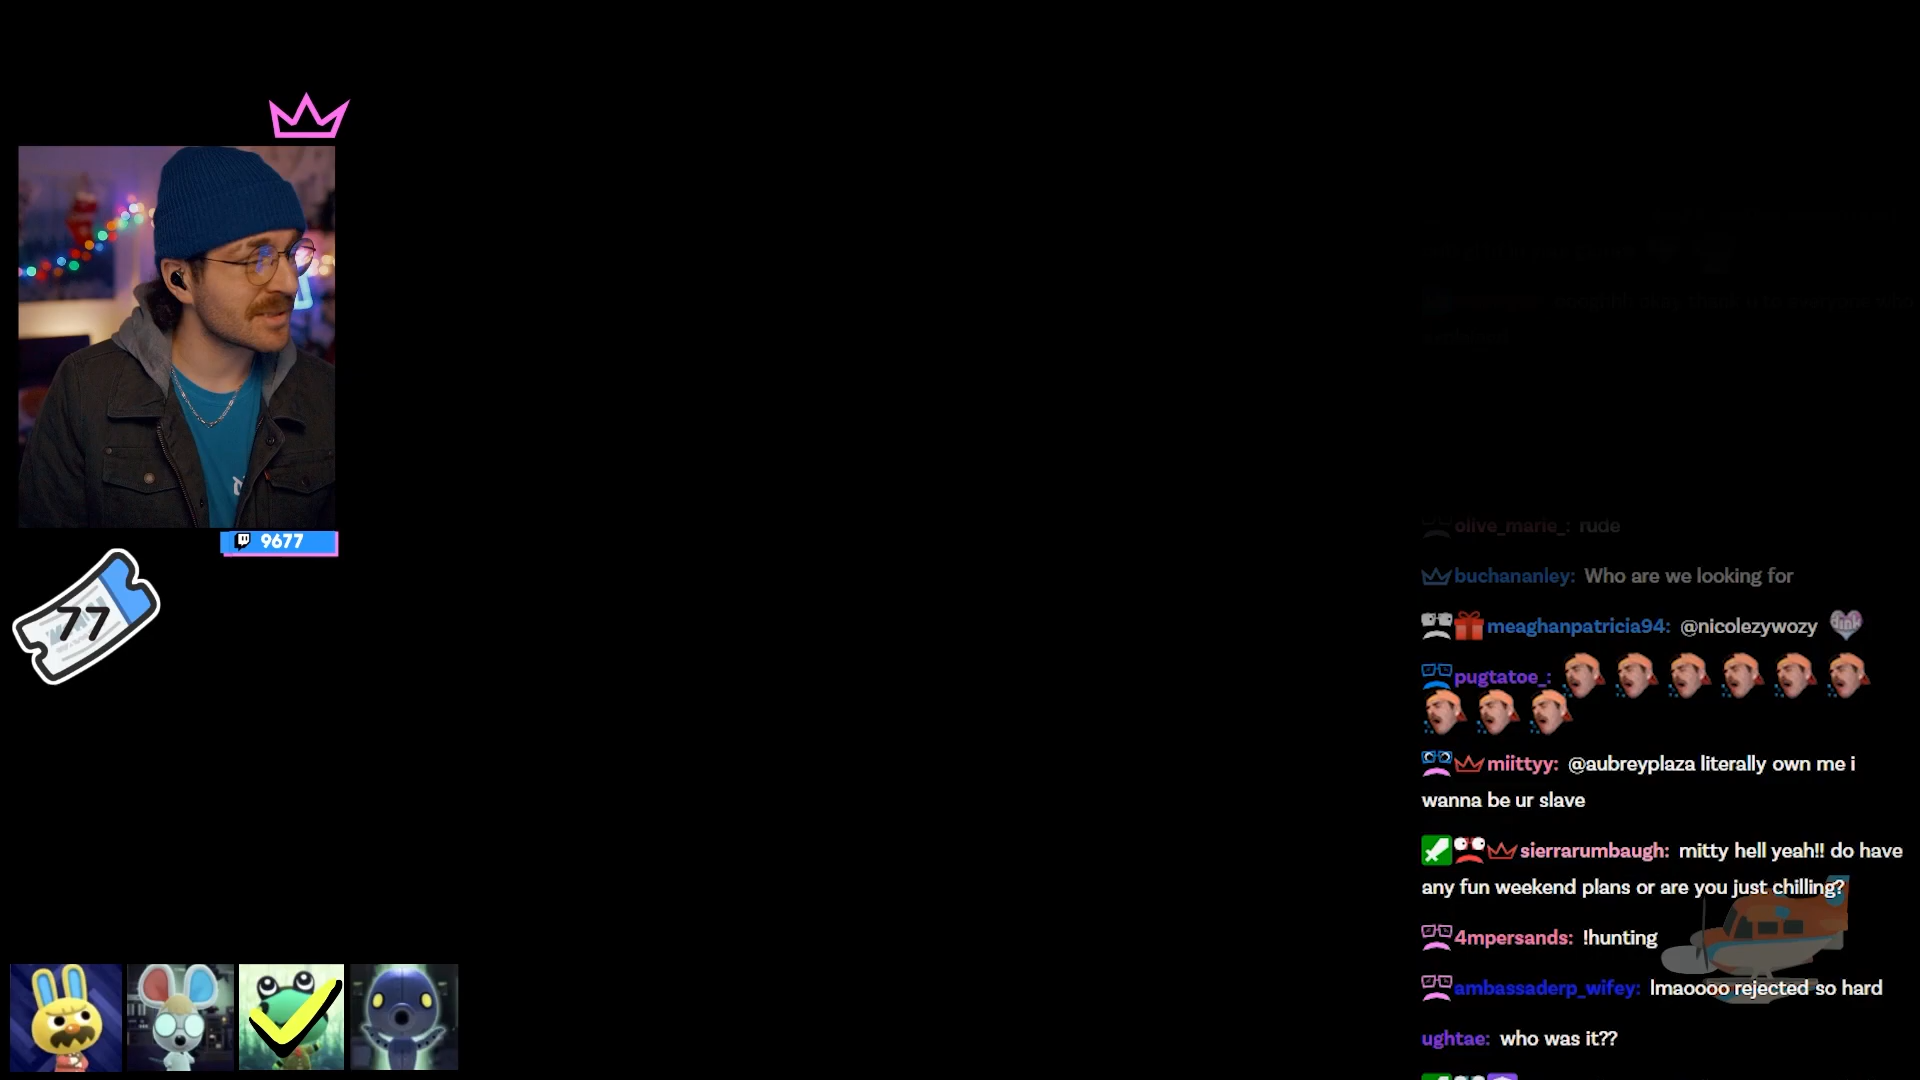 9677
77
olive_marie_: rude
buchananley: Who are we looking for
meaghanpatricia94: @nicolezywozy
pugtatoe_:
miittyy: @aubreyplaza literally own me i
wanna be ur slave
sierrarumbaugh: mitty hell yeah!! do have
any fun weekend plans or are you just chilling?
4mpersands: !hunting
ambassaderp_wifey: lmaoooo rejected so hard
ughtae: who was it??